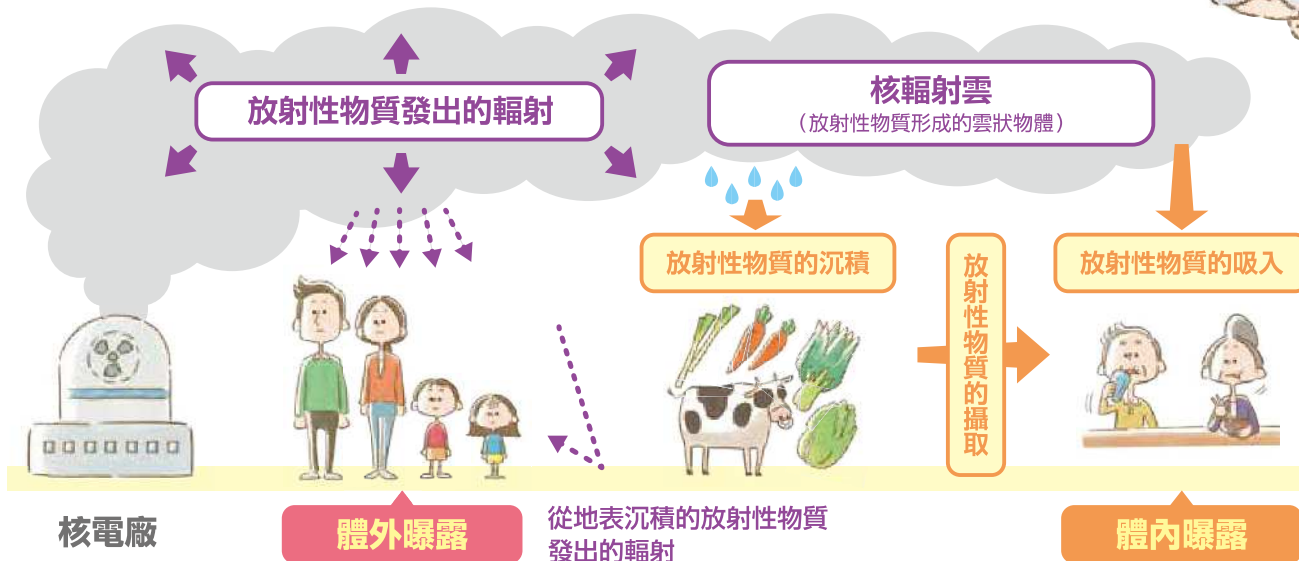 放射性物質發出的輻射
核輻射雲
（放射性物質形成的雲狀物體）
放射性物質的沉積
放射性物質的攝取
放射性物質的吸入
核電廠
體外曝露
從地表沉積的放射性物質
發出的輻射
體內曝露